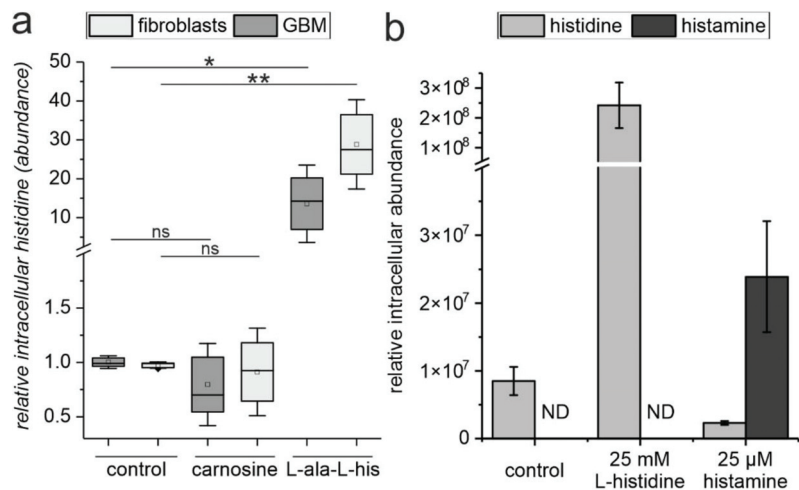 a
fibroblasts GBM
relative intracellular histidine (abundance)
50
40
30
20
10
1.0
0.5
*
**
ns
ns
control carnosine L-ala-L-his
b
histidine histamine
relative intracellular abundance
3×10⁸
2×10⁸
1×10⁸
3×10⁷
2×10⁷
1×10⁷
0
ND
ND
control 25 mM 25 µM
L-histidine histamine